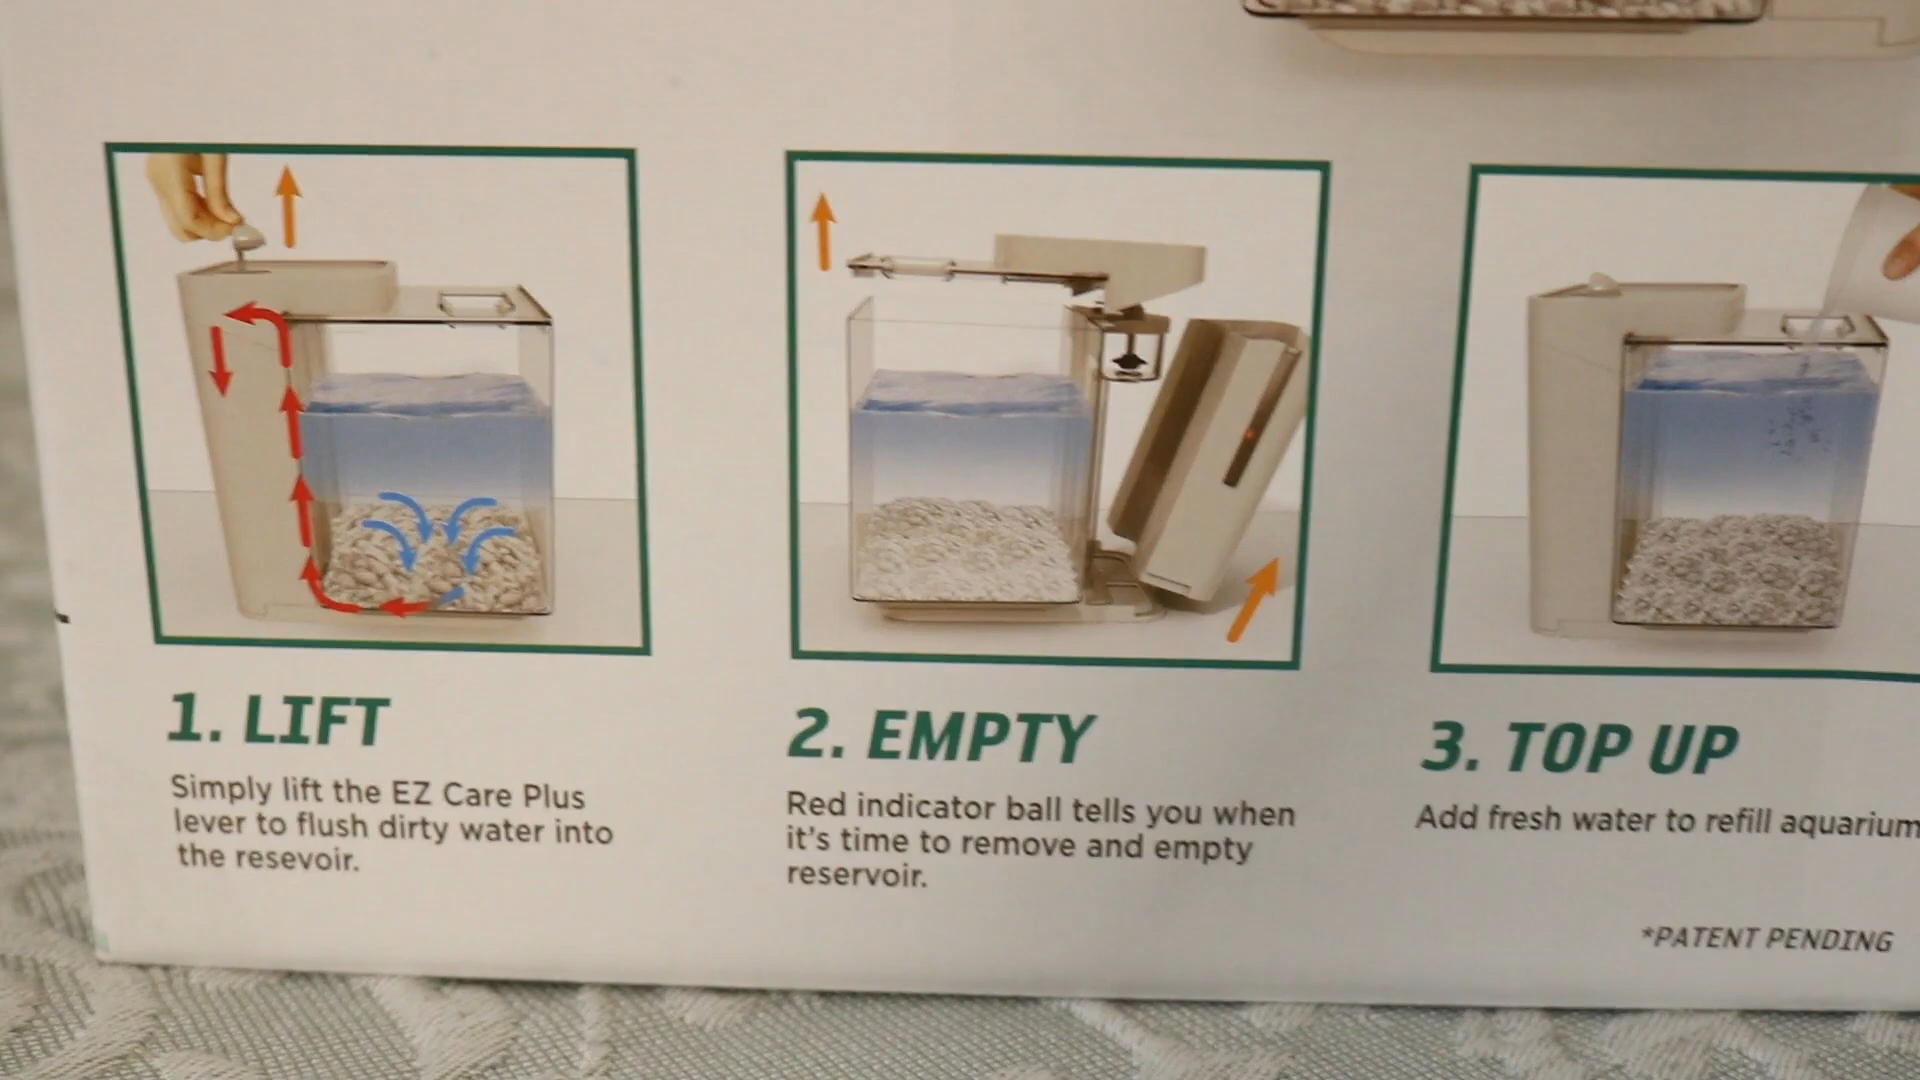 1. LIFT
Simply lift the EZ Care Plus
lever to flush dirty water into
the resevoir.
2. EMPTY
Red indicator ball tells you when
it's time to remove and empty
reservoir.
3. TOP UP
Add fresh water to refill aquarium
*PATENT PENDING